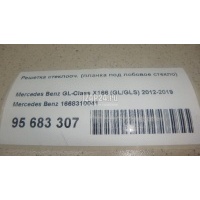 Решетка стеклооч. (планка под лобовое стекло)
Mercedes Benz GL-Class X166 (GL/GLS) 2012-2019
Mercedes Benz 1668310041
95 683 307